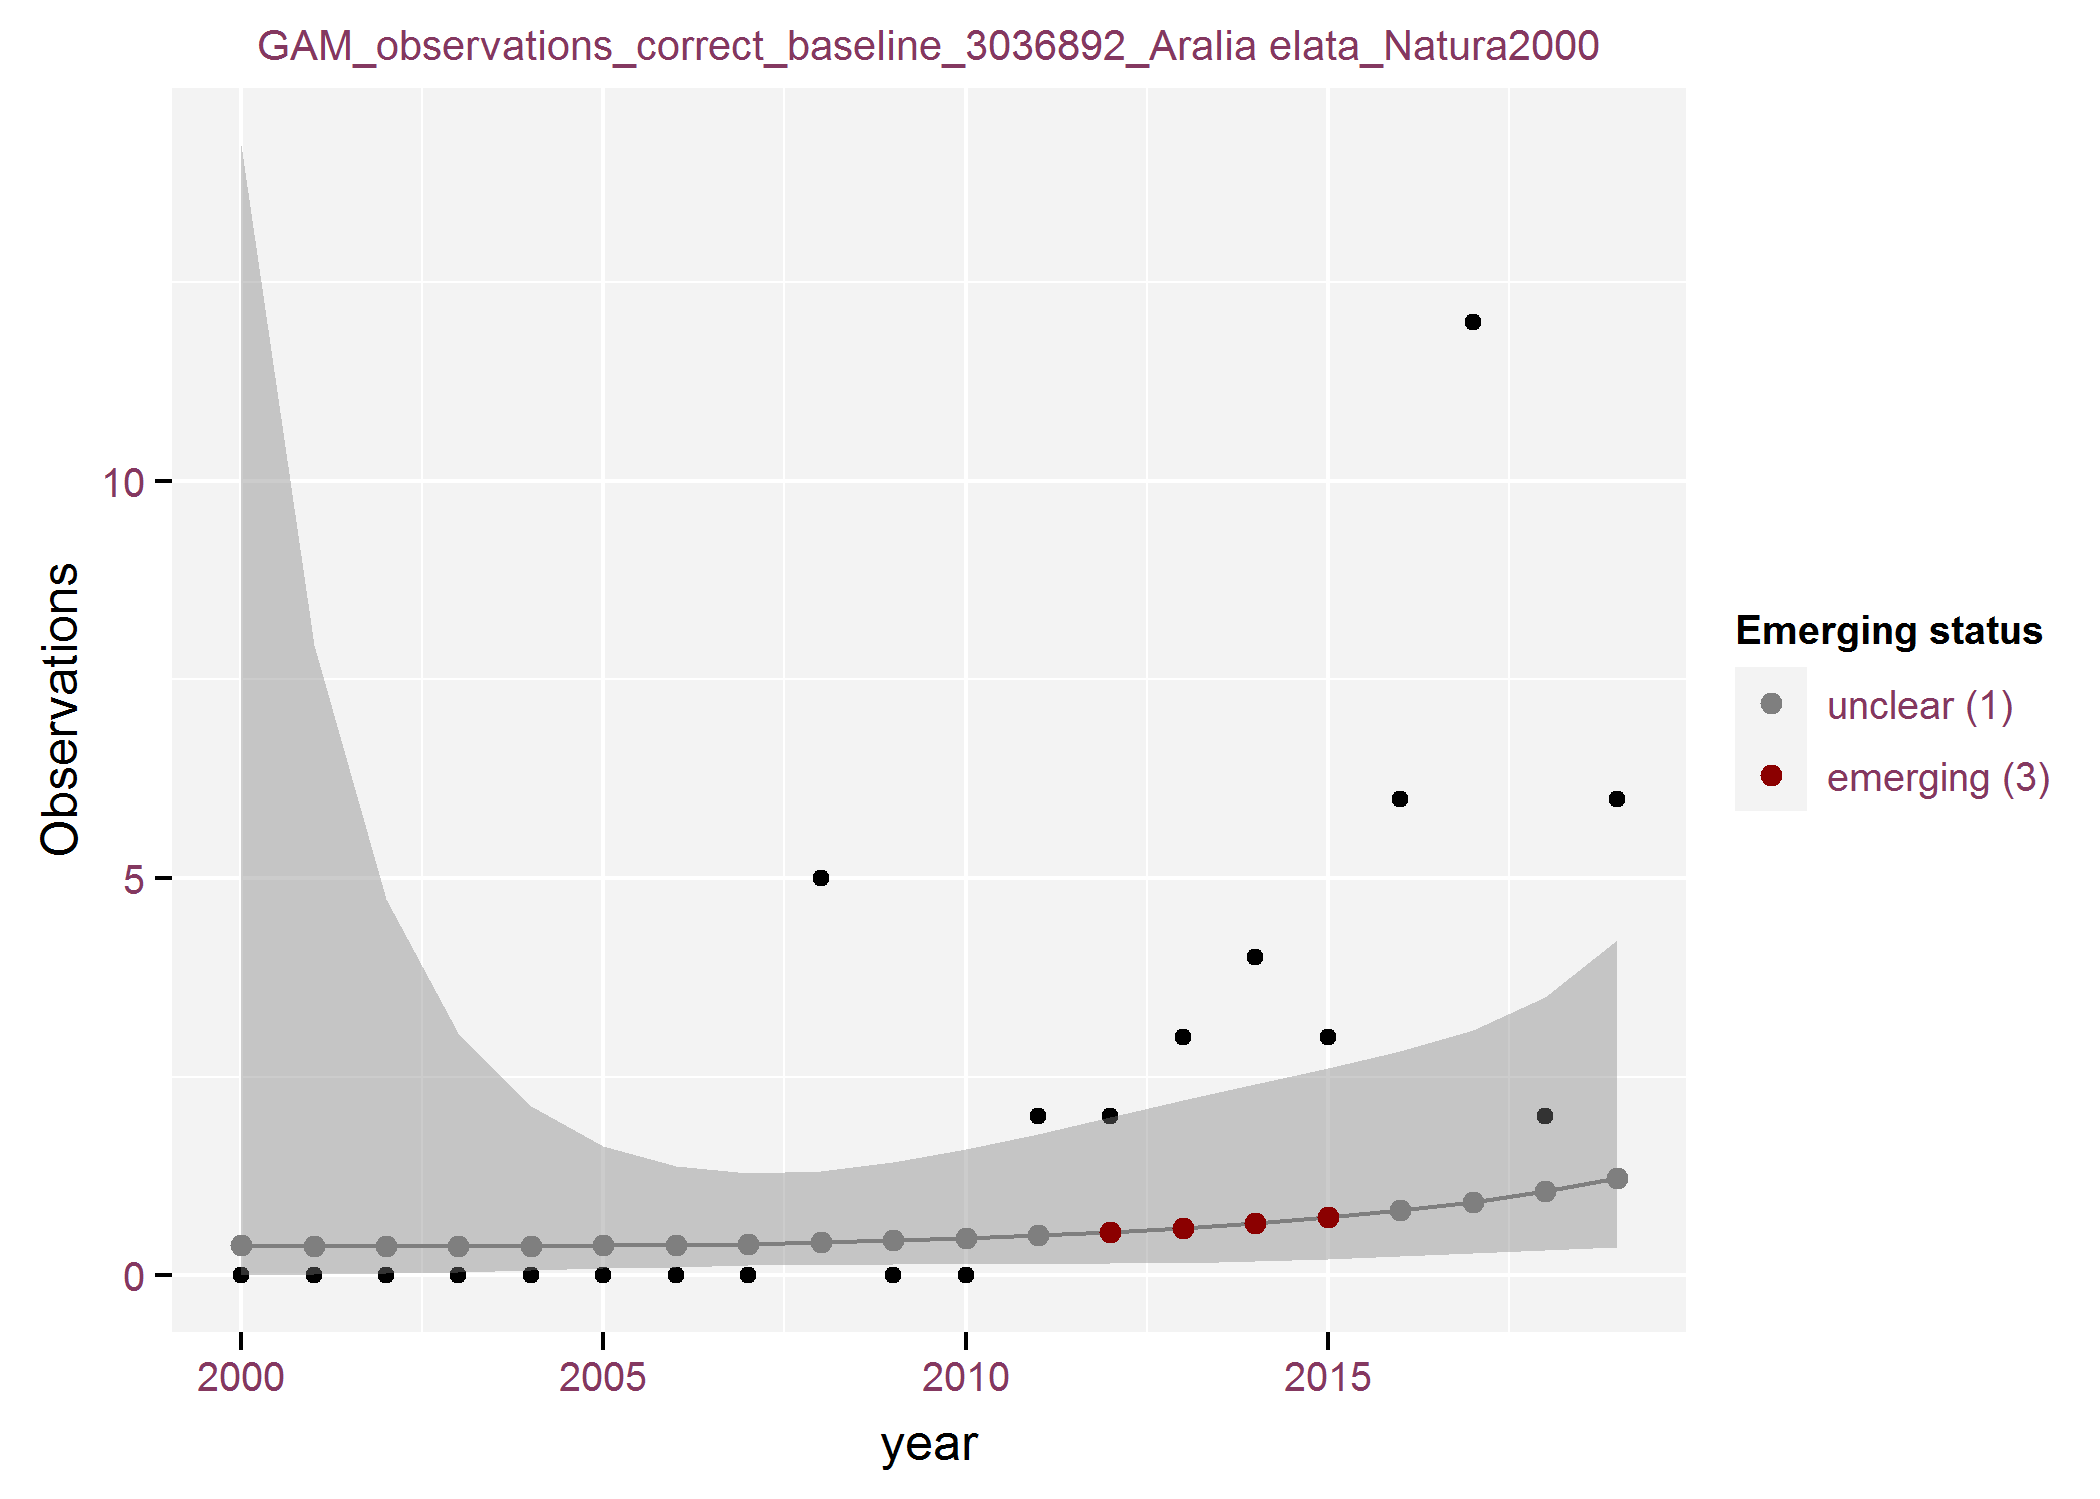 GAM_observations_correct_baseline_3036892_Aralia elata_Natura2000
Observations
10
5
0
2000
2005
2010
2015
year
Emerging status
unclear (1)
emerging (3)